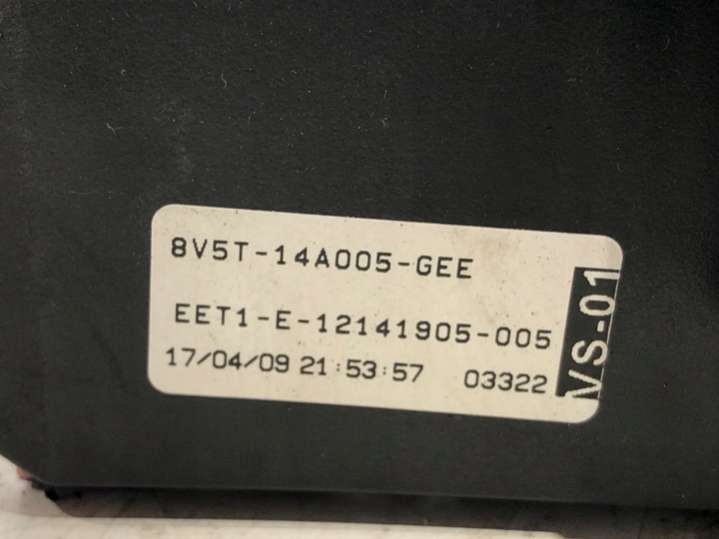 8V5T-14A005-GEE
EET1-E-12141905-005
17/04/09 21:53:57 03322
VS-01